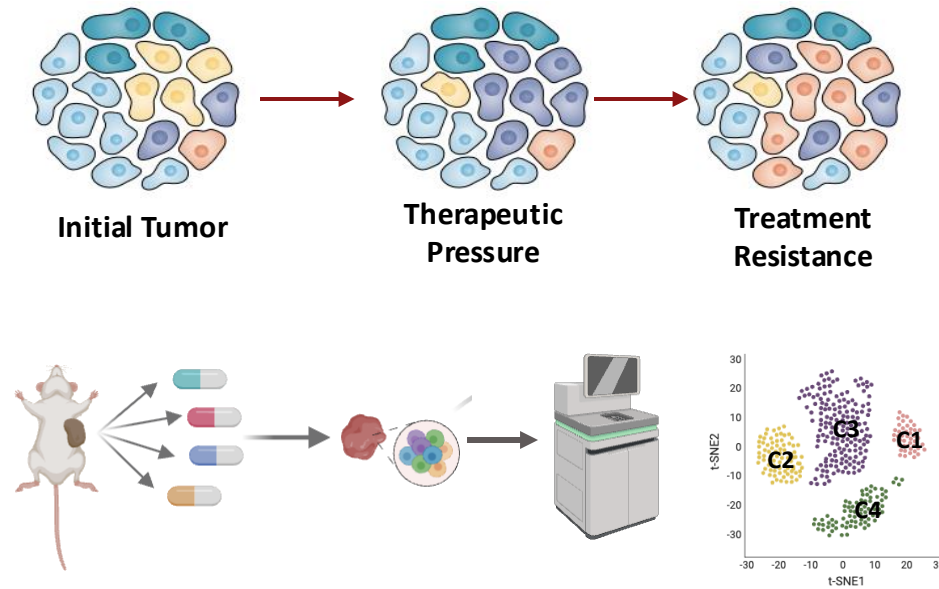 Initial Tumor
Therapeutic
Pressure
Treatment
Resistance
30
20
10
0
-10
-20
-30
t-SNE2
C3
C1
C2
C4
-30
-20
-10
0
10
20
3
t-SNE1